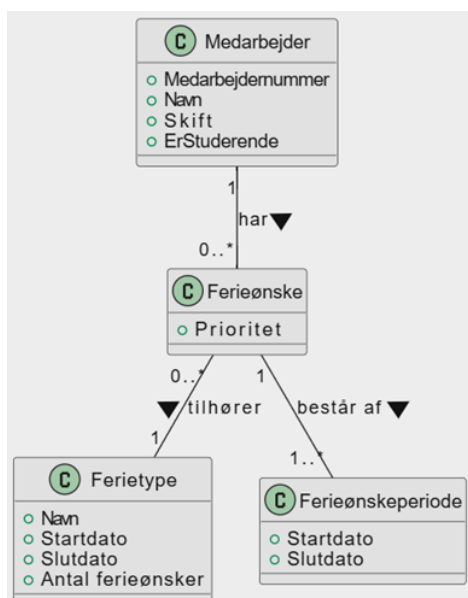 C Medarbejder
Medarbejdernummer
Navn
Skift
ErStuderende
1
har
0..*
C Ferieønske
Prioritet
0..* 1
tilhører består af
1 1..*
C Ferietype
Navn
Startdato
Slutdato
Antal ferieønsker
C Ferieønskeperiode
Startdato
Slutdato